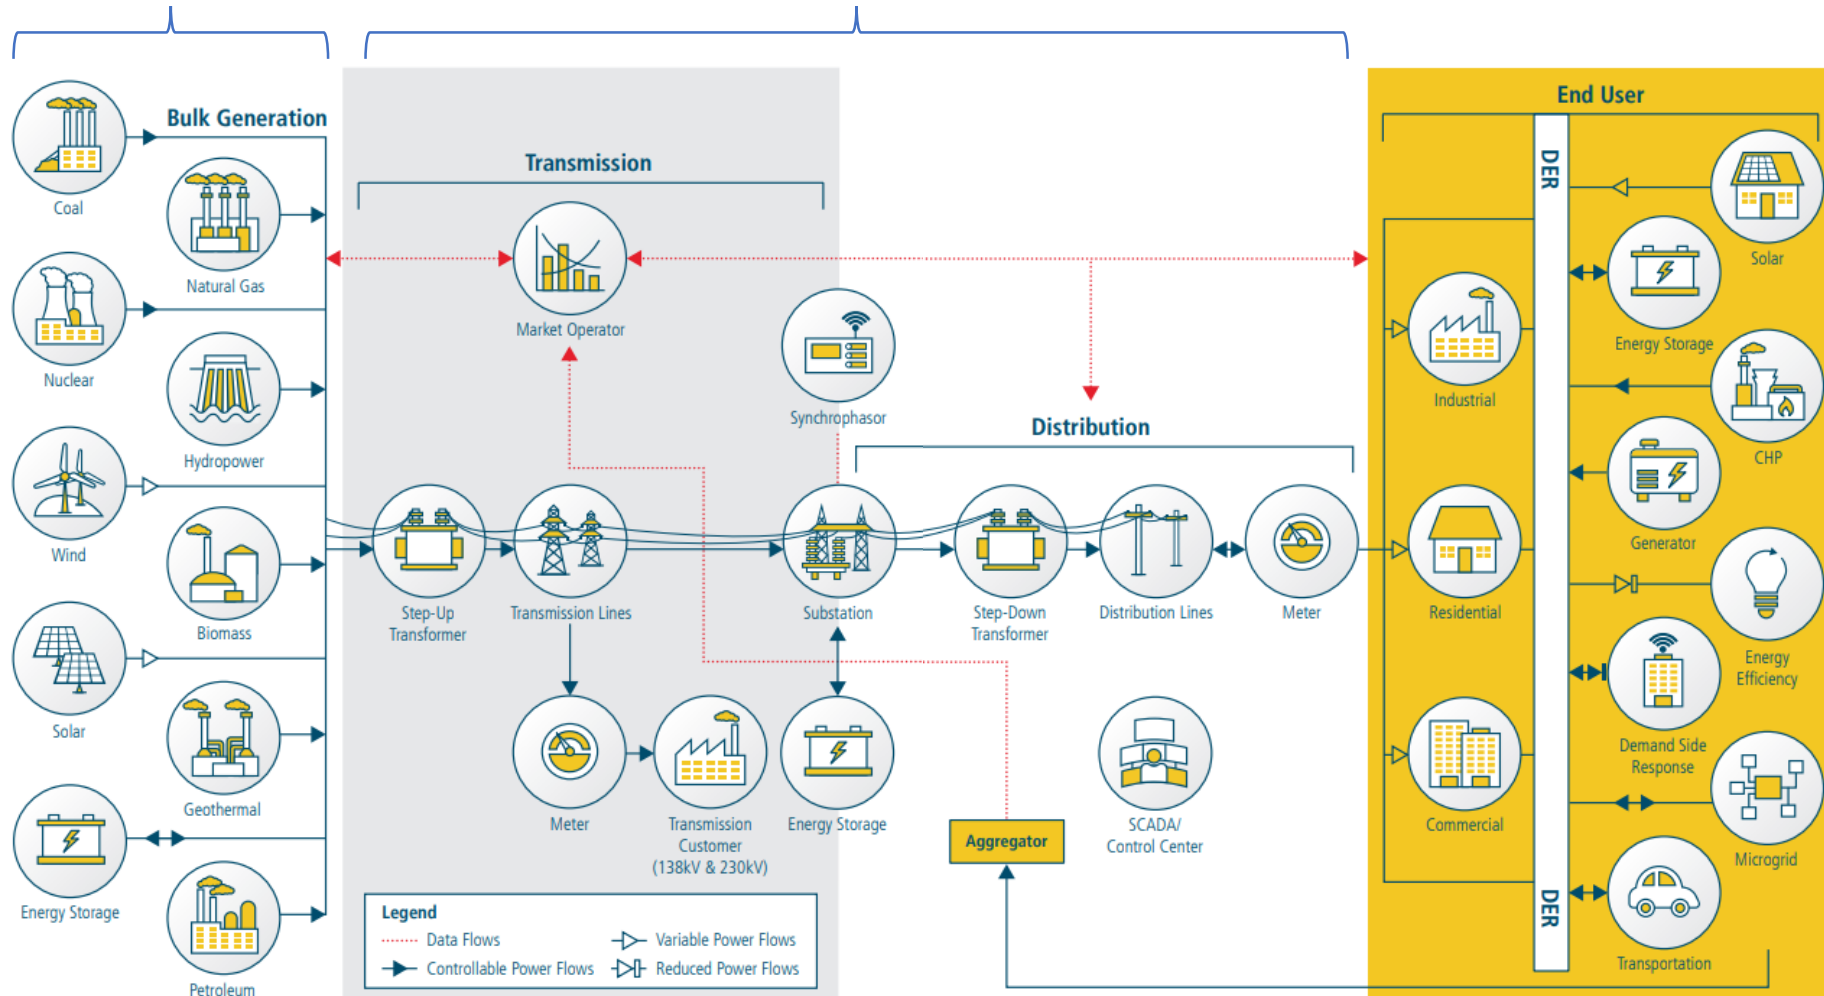 Bulk Generation
Coal
Natural Gas
Nuclear
Hydropower
Wind
Biomass
Solar
Geothermal
Energy Storage
Petroleum
Transmission
Market Operator
Synchrophasor
Step-Up
Transformer
Transmission Lines
Substation
Meter
Transmission
Customer
(138kV & 230kV)
Energy Storage
Legend
Data Flows
Variable Power Flows
Controllable Power Flows
Reduced Power Flows
Distribution
Step-Down
Transformer
Distribution Lines
Meter
Aggregator
SCADA/
Control Center
End User
DER
Industrial
Residential
Commercial
Solar
Energy Storage
CHP
Generator
Energy
Efficiency
Demand Side
Response
Microgrid
DER
Transportation